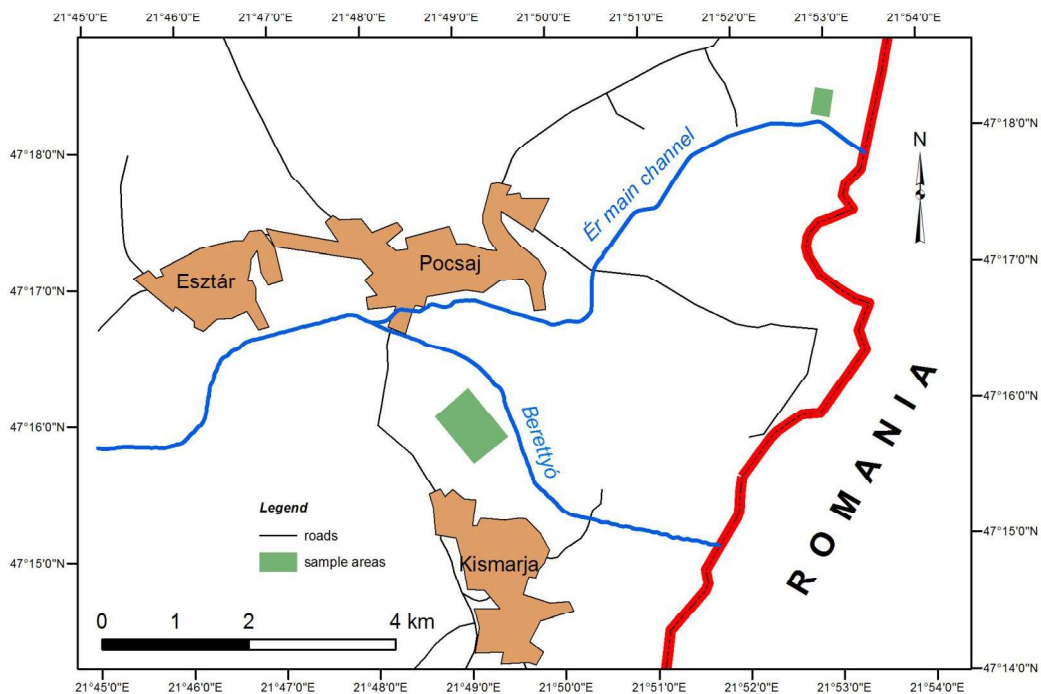 21°45'0"E 21°46'0"E 21°47'0"E 21°48'0"E 21°49'0"E 21°50'0"E 21°51'0"E 21°52'0"E 21°53'0"E 21°54'0"E
47°18'0"N
47°17'0"N
47°16'0"N
47°15'0"N
47°18'0"N
47°17'0"N
47°16'0"N
47°15'0"N
47°14'0"N
N
Ér main channel
Pocsaj
Esztár
Berettyó
ROMANIA
Kismarja
Legend
roads
sample areas
0 1 2 4 km
21°45'0"E 21°46'0"E 21°47'0"E 21°48'0"E 21°49'0"E 21°50'0"E 21°51'0"E 21°52'0"E 21°53'0"E 21°54'0"E